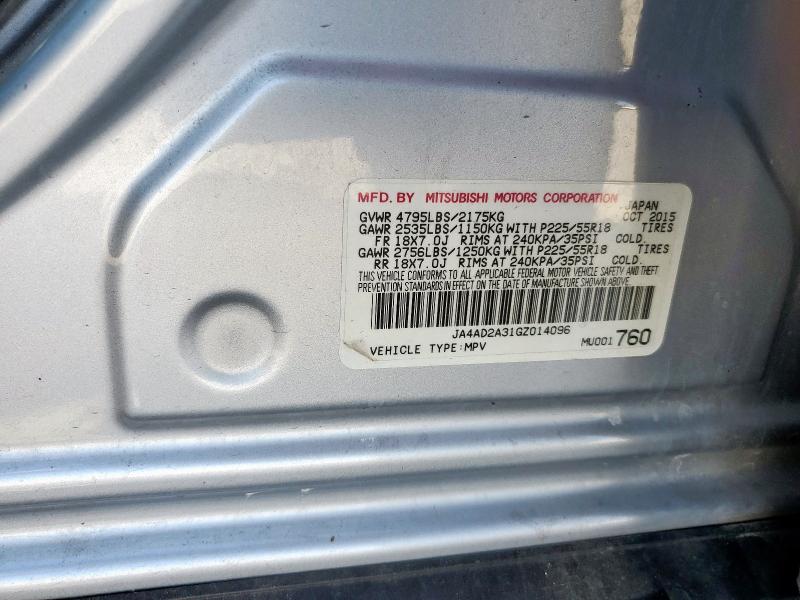 MFD. BY MITSUBISHI MOTORS CORPORATION JAPAN
GVWR 4795LBS/2175KG OCT 2015
GAWR 2535LBS/1150KG WITH P225/55R18 TIRES
FR 18X7.0J RIMS AT 240KPA/35PSI COLD.
GAWR 2756LBS/1250KG WITH P225/55R18 TIRES
RR 18X7.0J RIMS AT 240KPA/35PSI COLD.
THIS VEHICLE CONFORMS TO ALL APPLICABLE FEDERAL MOTOR VEHICLE SAFETY AND THEFT
PREVENTION STANDARDS IN EFFECT ON THE DATE OF MANUFACTURE SHOWN ABOVE.
JA4AD2A31GZ014096
VEHICLE TYPE:MPV MU001 760